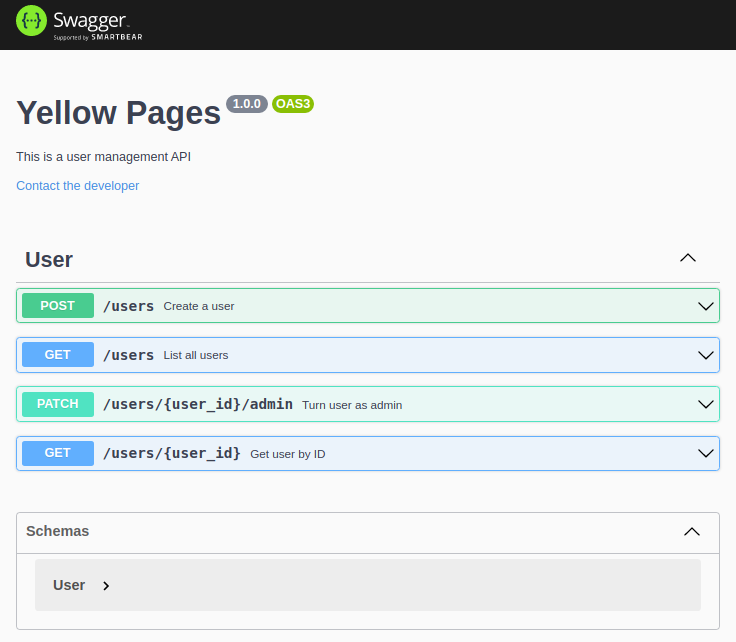 Swagger
Supported by SMARTBEAR
Yellow Pages 1.0.0 OAS3
This is a user management API
Contact the developer
User
POST /users Create a user
GET /users List all users
PATCH /users/{user_id}/admin Turn user as admin
GET /users/{user_id} Get user by ID
Schemas
User